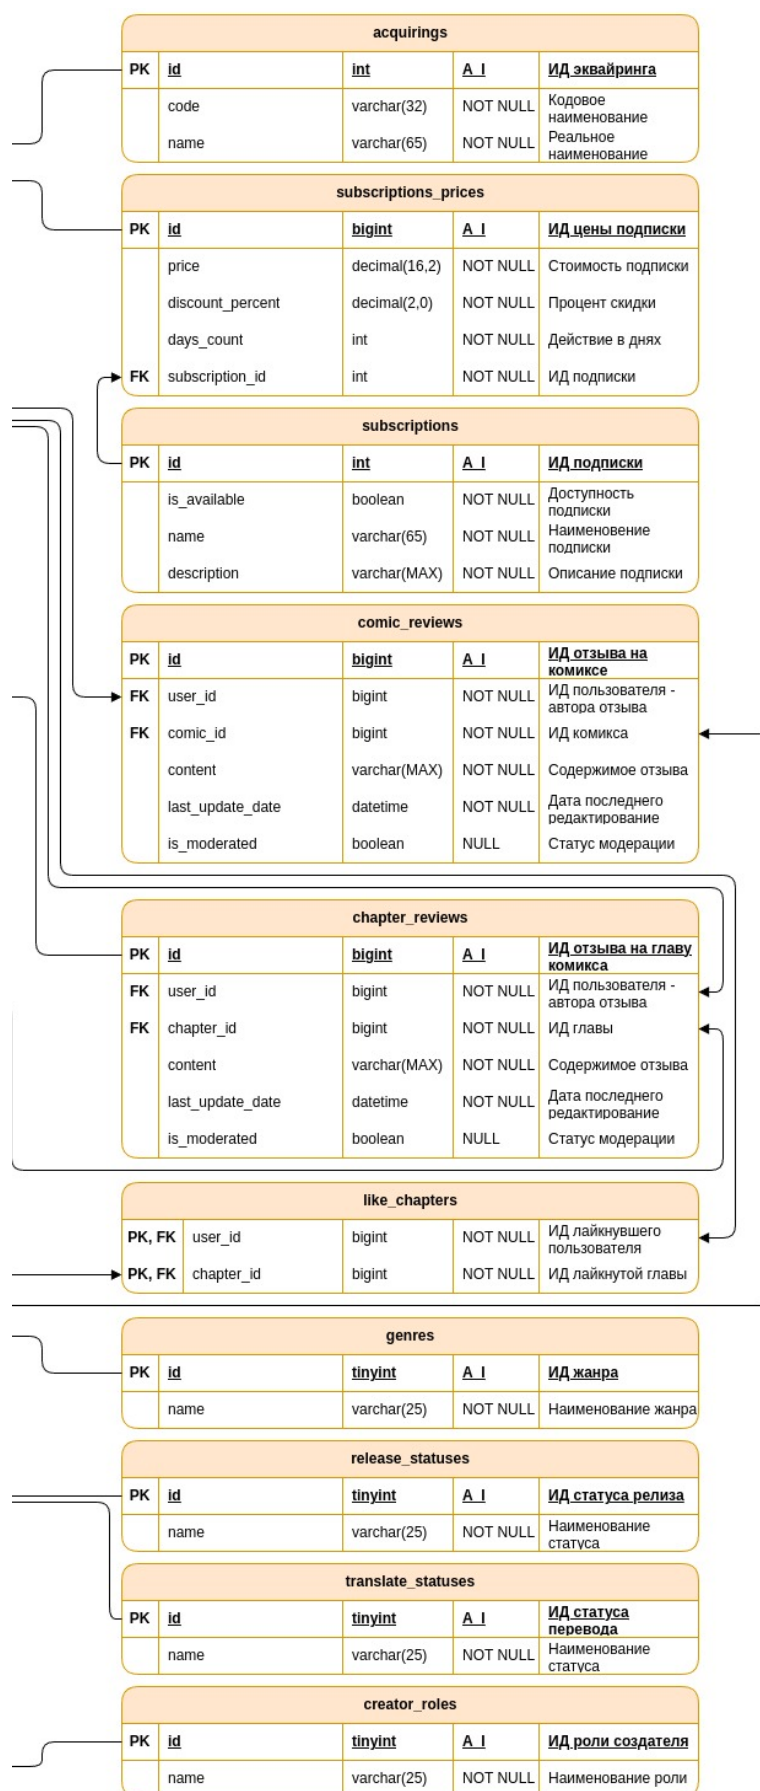 acquirings
PK id int A_I ИД эквайринга
code varchar(32) NOT NULL Кодовое
наименование
name varchar(65) NOT NULL Реальное
наименование
subscriptions_prices
PK id bigint A_I ИД цены подписки
price decimal(16,2) NOT NULL Стоимость подписки
discount_percent decimal(2,0) NOT NULL Процент скидки
days_count int NOT NULL Действие в днях
FK subscription_id int NOT NULL ИД подписки
subscriptions
PK id int A_I ИД подписки
is_available boolean NOT NULL Доступность
подписки
name varchar(65) NOT NULL Наименовение
подписки
description varchar(MAX) NOT NULL Описание подписки
comic_reviews
PK id bigint A_I ИД отзыва на
комиксе
FK user_id bigint NOT NULL ИД пользователя -
автора отзыва
FK comic_id bigint NOT NULL ИД комикса
content varchar(MAX) NOT NULL Содержимое отзыва
last_update_date datetime NOT NULL Дата последнего
редактирование
is_moderated boolean NULL Статус модерации
chapter_reviews
PK id bigint A_I ИД отзыва на главу
комикса
FK user_id bigint NOT NULL ИД пользователя -
автора отзыва
FK chapter_id bigint NOT NULL ИД главы
content varchar(MAX) NOT NULL Содержимое отзыва
last_update_date datetime NOT NULL Дата последнего
редактирование
is_moderated boolean NULL Статус модерации
like_chapters
PK, FK user_id bigint NOT NULL ИД лайкнувшего
пользователя
PK, FK chapter_id bigint NOT NULL ИД лайкнутой главы
genres
PK id tinyint A_I ИД жанра
name varchar(25) NOT NULL Наименование жанра
release_statuses
PK id tinyint A_I ИД статуса релиза
name varchar(25) NOT NULL Наименование
статуса
translate_statuses
PK id tinyint A_I ИД статуса
перевода
name varchar(25) NOT NULL Наименование
статуса
creator_roles
PK id tinyint A_I ИД роли создателя
name varchar(25) NOT NULL Наименование роли